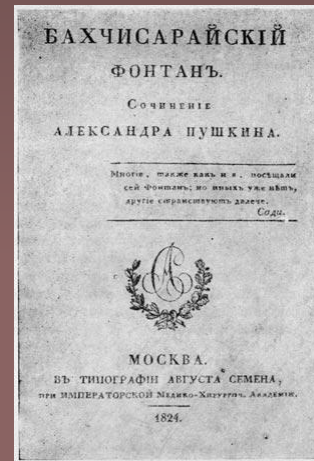 БАХЧИСАРАЙСКІЙ
ФОНТАНЪ.
СОЧИНЕНІЕ
АЛЕКСАНДРА ПУШКИНА.
Многіе, также какъ и я, посѣщали
сей Фонтанъ; но иныхъ уже нѣтъ,
другіе странствуютъ далече.
Сади.
МОСКВА.
ВЪ ТИПОГРАФІИ АВГУСТА СЕМЕНА,
ПРИ ИМПЕРАТОРСКОЙ МЕДИКО-ХИРУРГИЧ. АКАДЕМІИ.
1824.